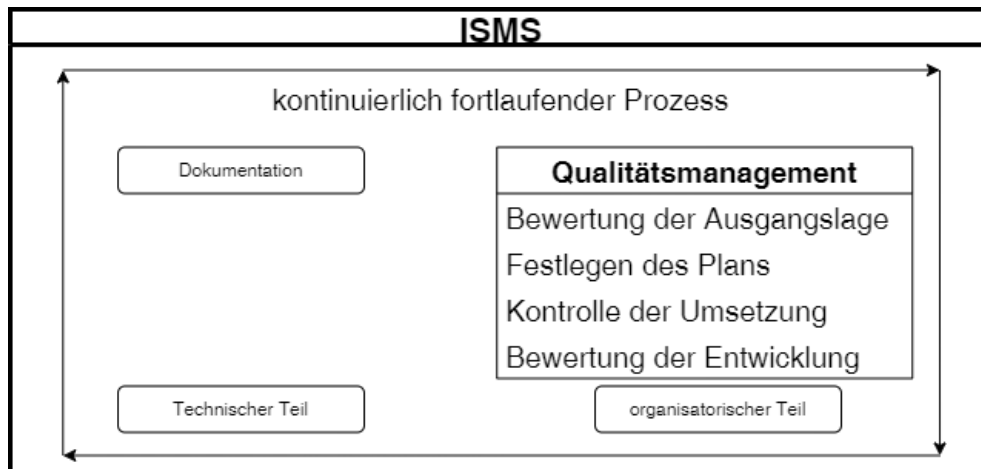 ISMS
kontinuierlich fortlaufender Prozess
Dokumentation
Qualitätsmanagement
Bewertung der Ausgangslage
Festlegen des Plans
Kontrolle der Umsetzung
Bewertung der Entwicklung
Technischer Teil
organisatorischer Teil